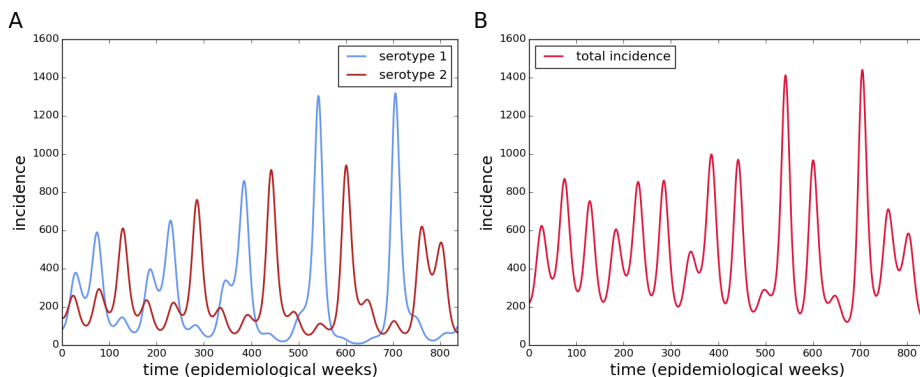 A
1600
1400
1200
1000
800
600
400
200
0
incidence
serotype 1
serotype 2
0 100 200 300 400 500 600 700 800
time (epidemiological weeks)
B
1600
1400
1200
1000
800
600
400
200
0
incidence
total incidence
0 100 200 300 400 500 600 700 800
time (epidemiological weeks)